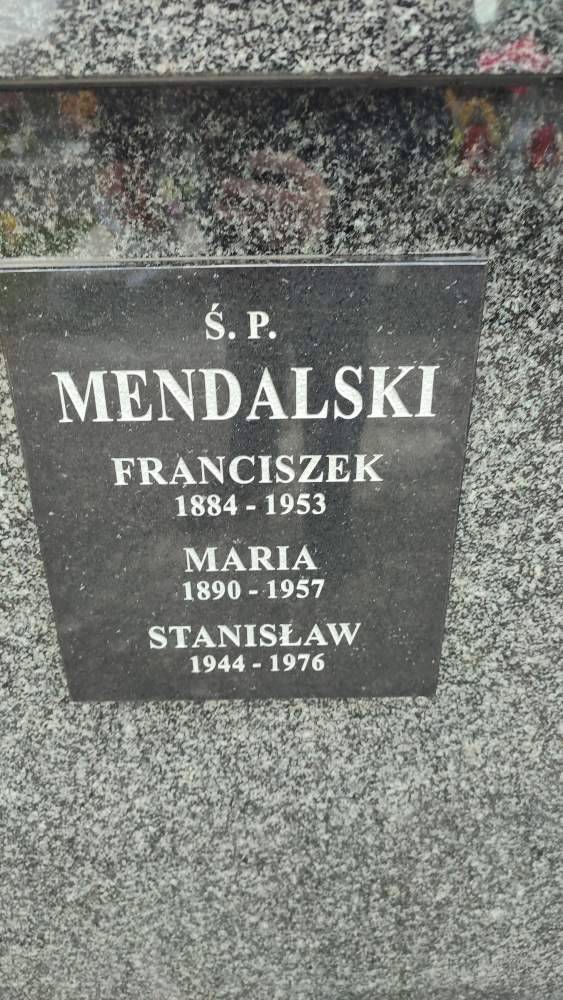 Ś. P.
MENDALSKI
FRANCISZEK
1884 - 1953
MARIA
1890 - 1957
STANISŁAW
1944 - 1976